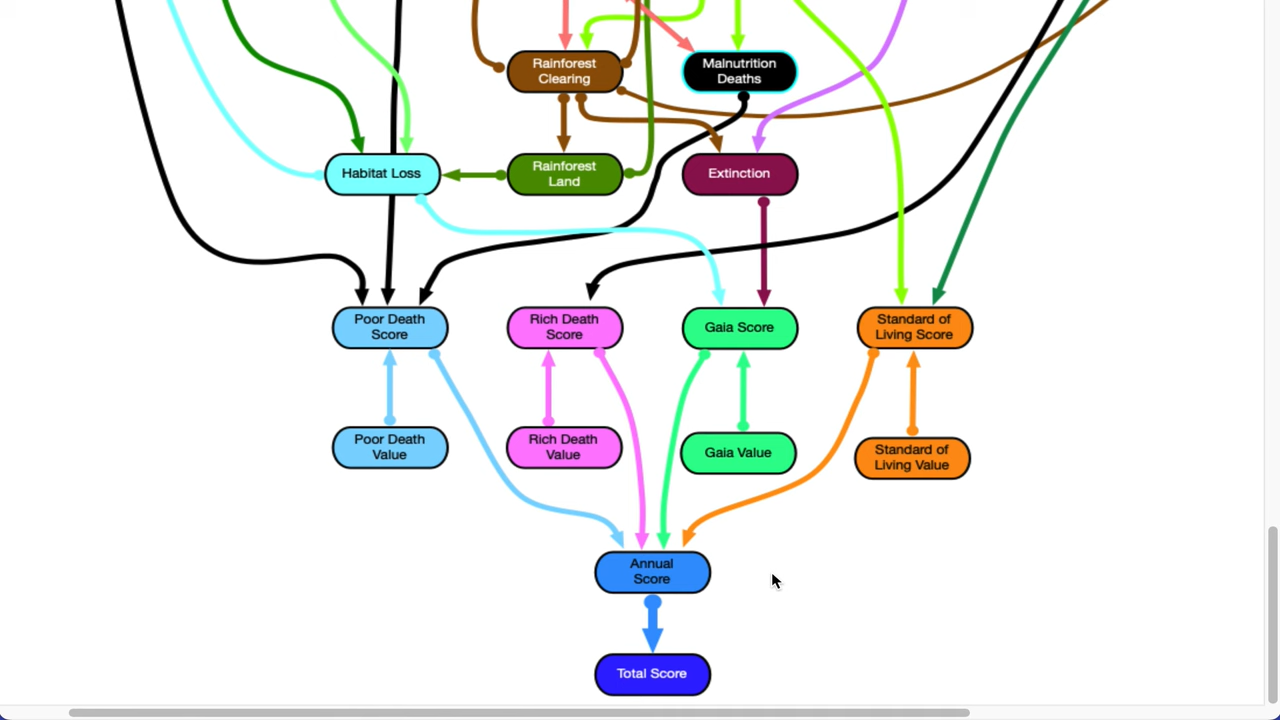 Rainforest
Clearing
Malnutrition
Deaths
Habitat Loss
Rainforest
Land
Extinction
Poor Death
Score
Rich Death
Score
Gaia Score
Standard of
Living Score
Poor Death
Value
Rich Death
Value
Gaia Value
Standard of
Living Value
Annual
Score
Total Score